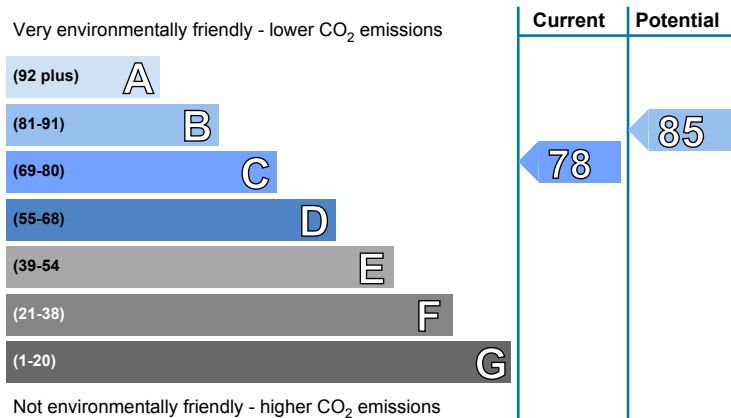 Very environmentally friendly - lower CO₂ emissions
Current
Potential
(92 plus) A
(81-91) B
(69-80) C
(55-68) D
(39-54 E
(21-38) F
(1-20) G
78
85
Not environmentally friendly - higher CO₂ emissions